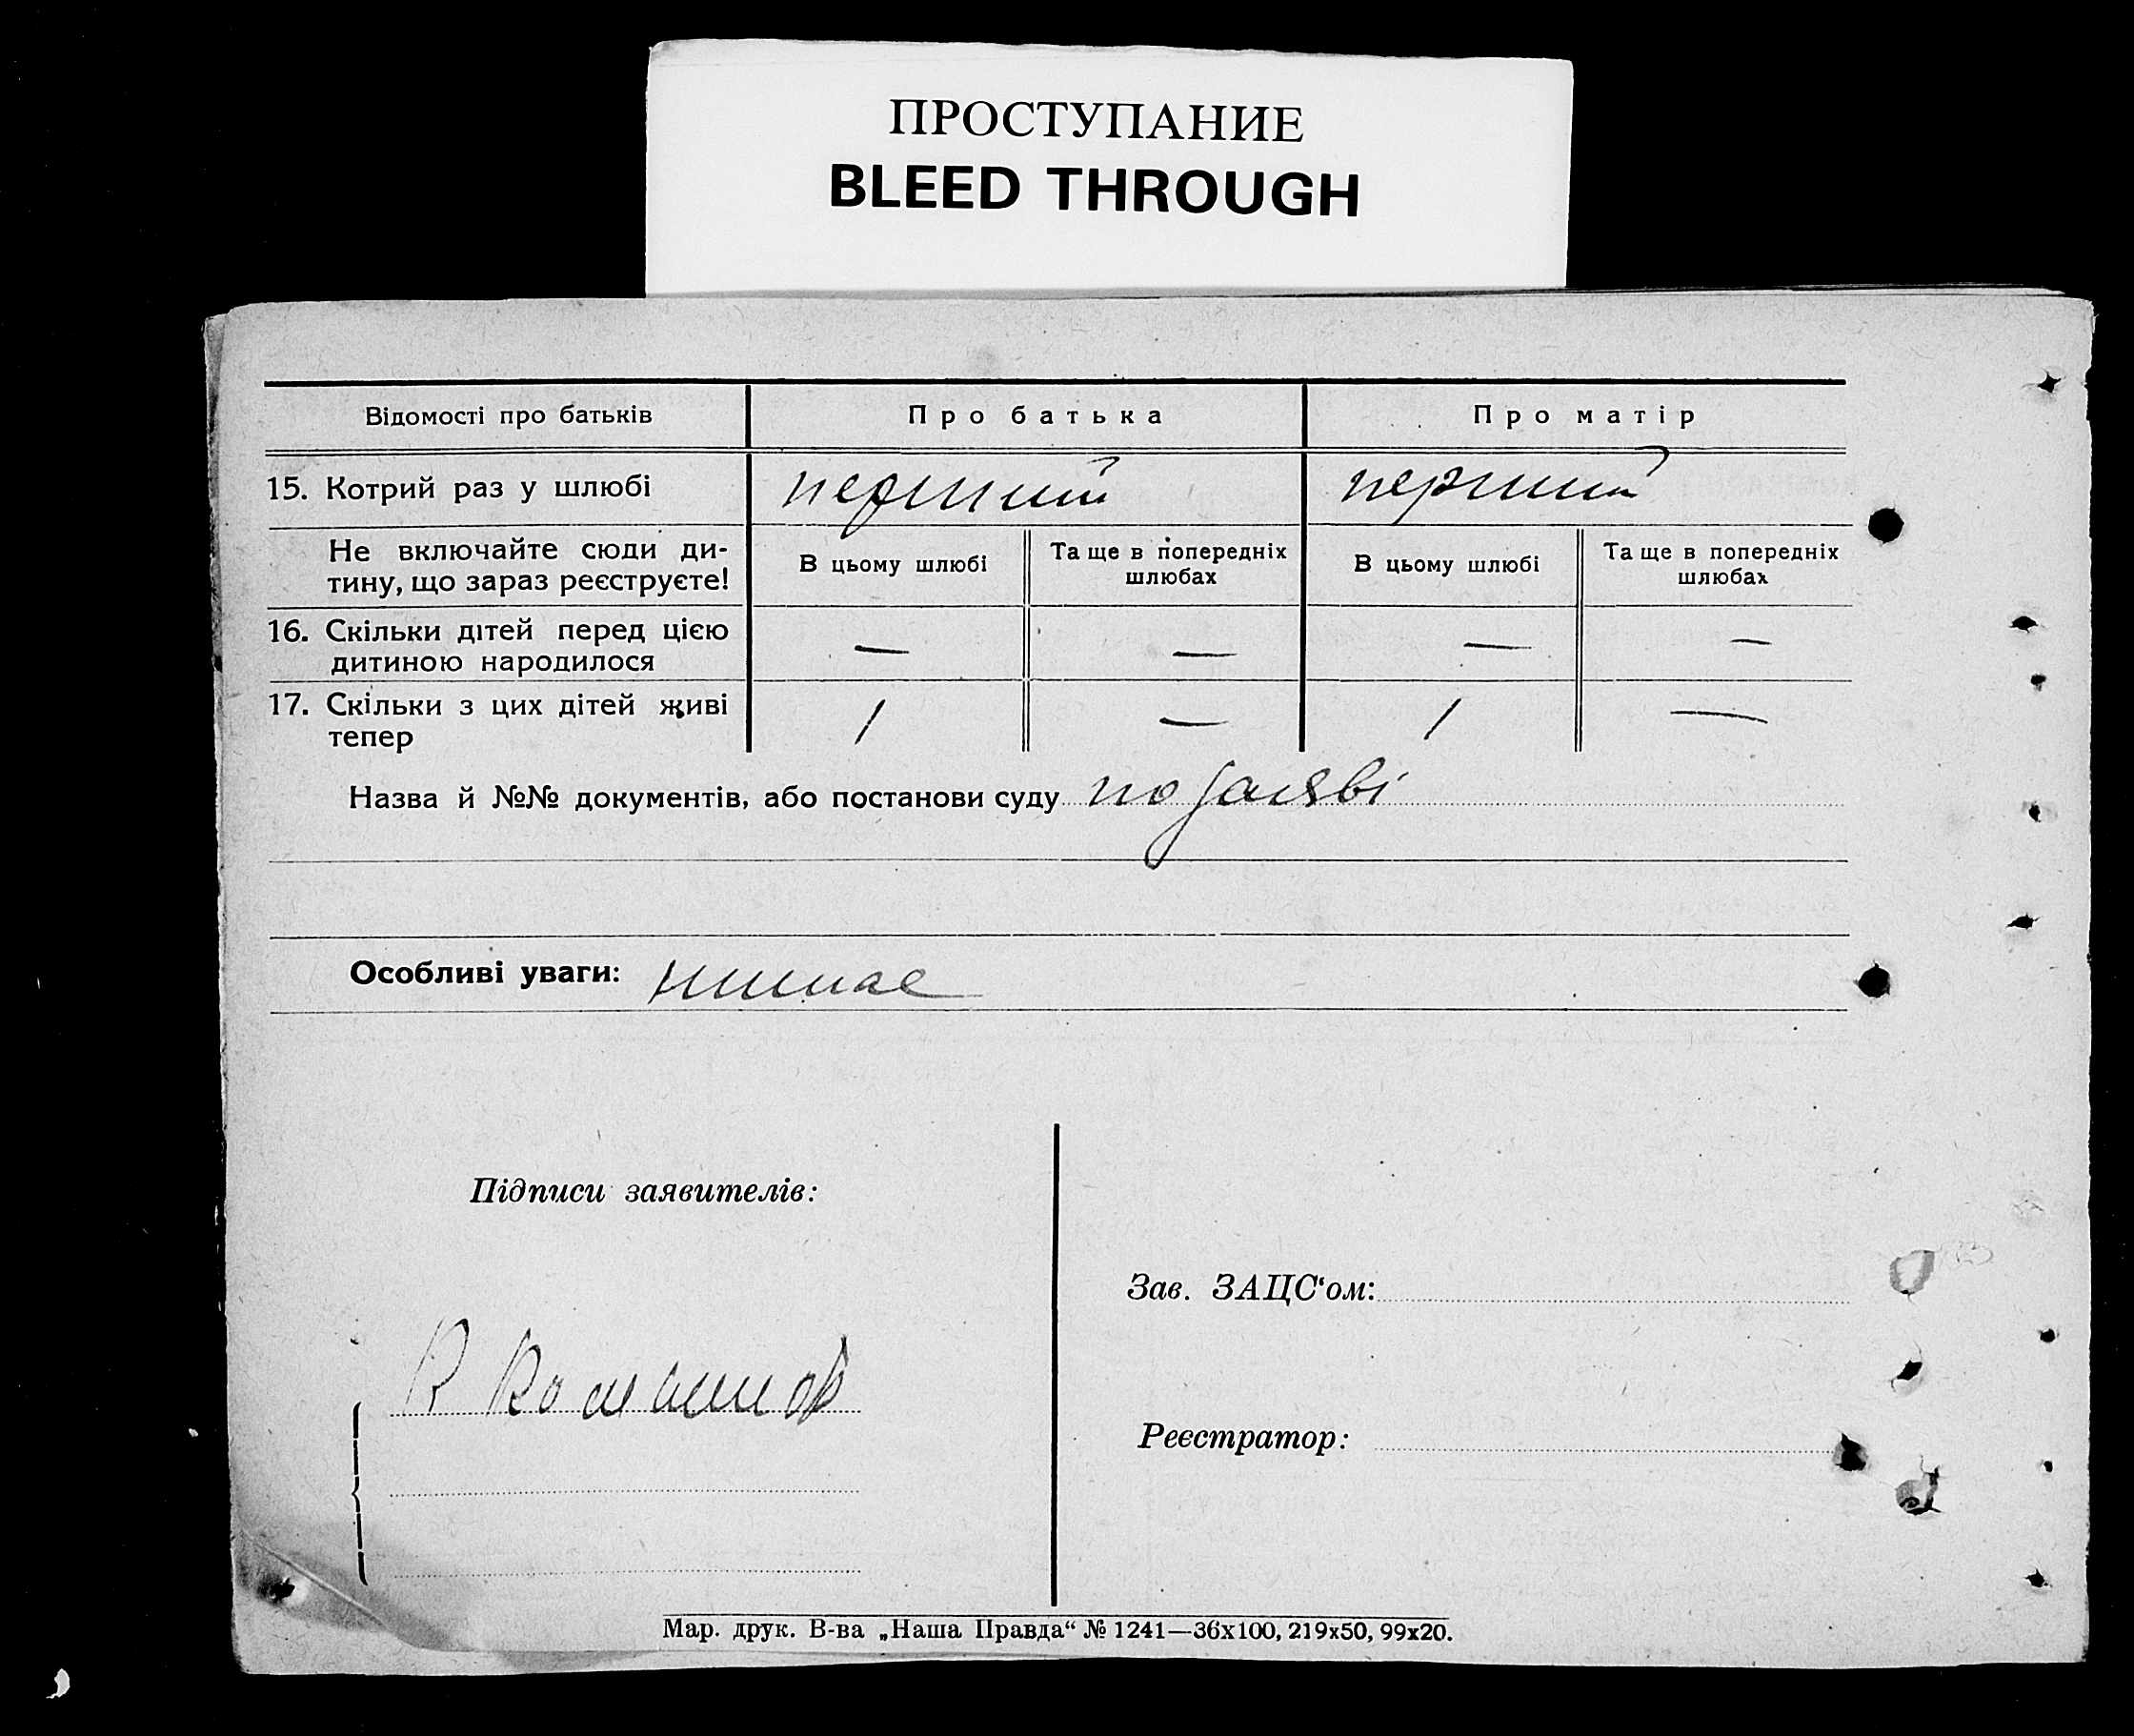 ПРОСТУПАНИЕ
BLEED THROUGH
Відомості про батьків
Про батька
Про матір
15. Котрий раз у шлюбі
перший
перший
Не включайте сюди ди-
тину, що зараз реєструєте!
В цьому шлюбі
Та ще в попередніх
шлюбах
В цьому шлюбі
Та ще в попередніх
шлюбах
16. Скільки дітей перед цією
дитиною народилося
— — — —
17. Скільки з цих дітей живі
тепер
1 — 1 —
Назва й №№ документів, або постанови суду по заяві
Особливі уваги: немає
Підписи заявителів:
Зав. ЗАЦС‘ом:
Реєстратор:
Мар. друк. В-ва „Наша Правда“ № 1241—36х100, 219х50, 99х20.